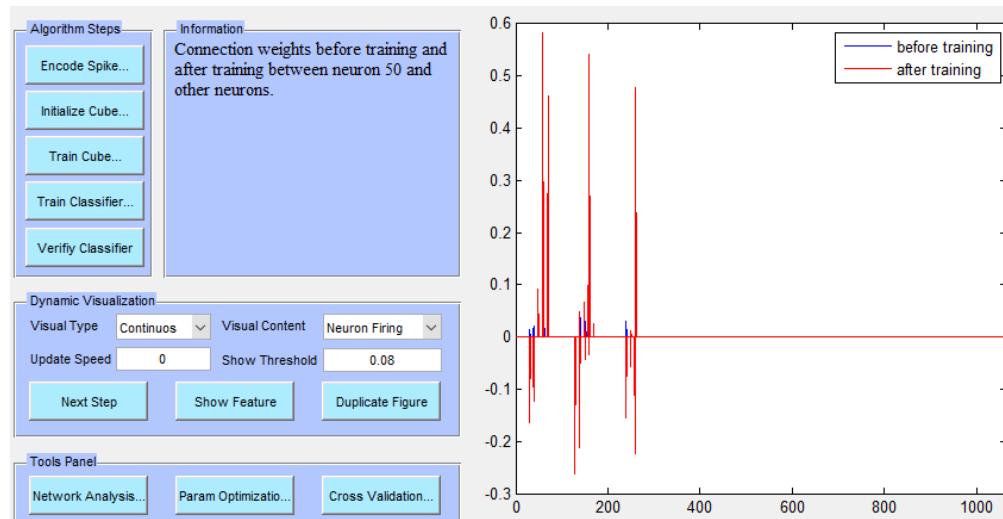 Algorithm Steps
Encode Spike...
Initialize Cube...
Train Cube...
Train Classifier...
Verifiy Classifier
Information
Connection weights before training and
after training between neuron 50 and
other neurons.
Dynamic Visualization
Visual Type Continuos Visual Content Neuron Firing
Update Speed 0 Show Threshold 0.08
Next Step Show Feature Duplicate Figure
Tools Panel
Network Analysis... Param Optimizatio... Cross Validation...
before training
after training
0.6
0.5
0.4
0.3
0.2
0.1
0
-0.1
-0.2
-0.3
0 200 400 600 800 1000